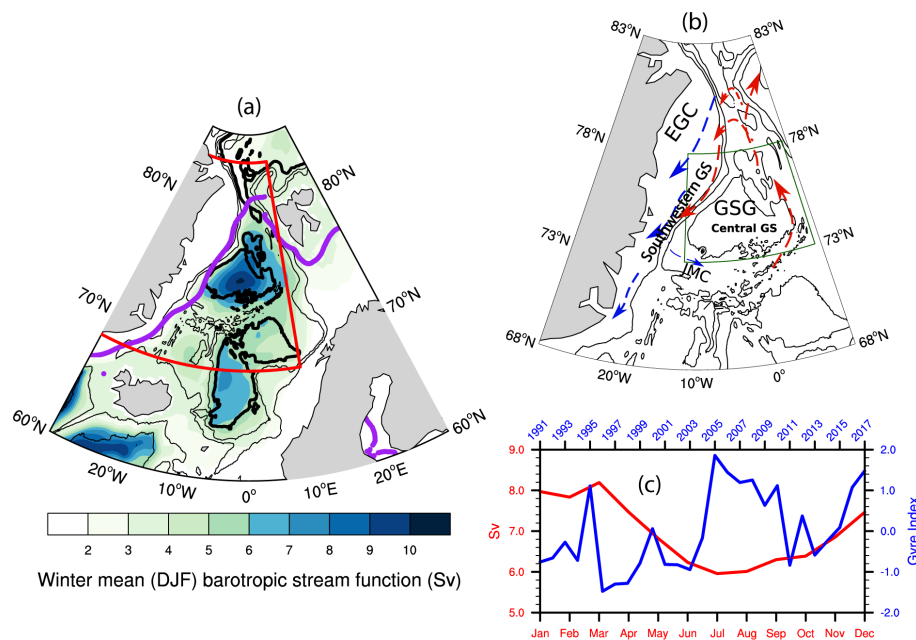 (a)
80°N
80°N
70°N
70°N
60°N
60°N
20°W
10°W
0°
10°E
20°E
2 3 4 5 6 7 8 9 10
Winter mean (DJF) barotropic stream function (Sv)
(b)
83°N
83°N
78°N
78°N
73°N
73°N
68°N
68°N
20°W
10°W
0°
EGC
Southwestern GS
GSG
Central GS
JMC
1991 1993 1995 1997 1999 2001 2003 2005 2007 2009 2011 2013 2015 2017
(c)
Sv
9.0
8.0
7.0
6.0
5.0
2.0
1.0
0.0
-1.0
-2.0
Gyre Index
Jan Feb Mar Apr May Jun Jul Aug Sep Oct Nov Dec